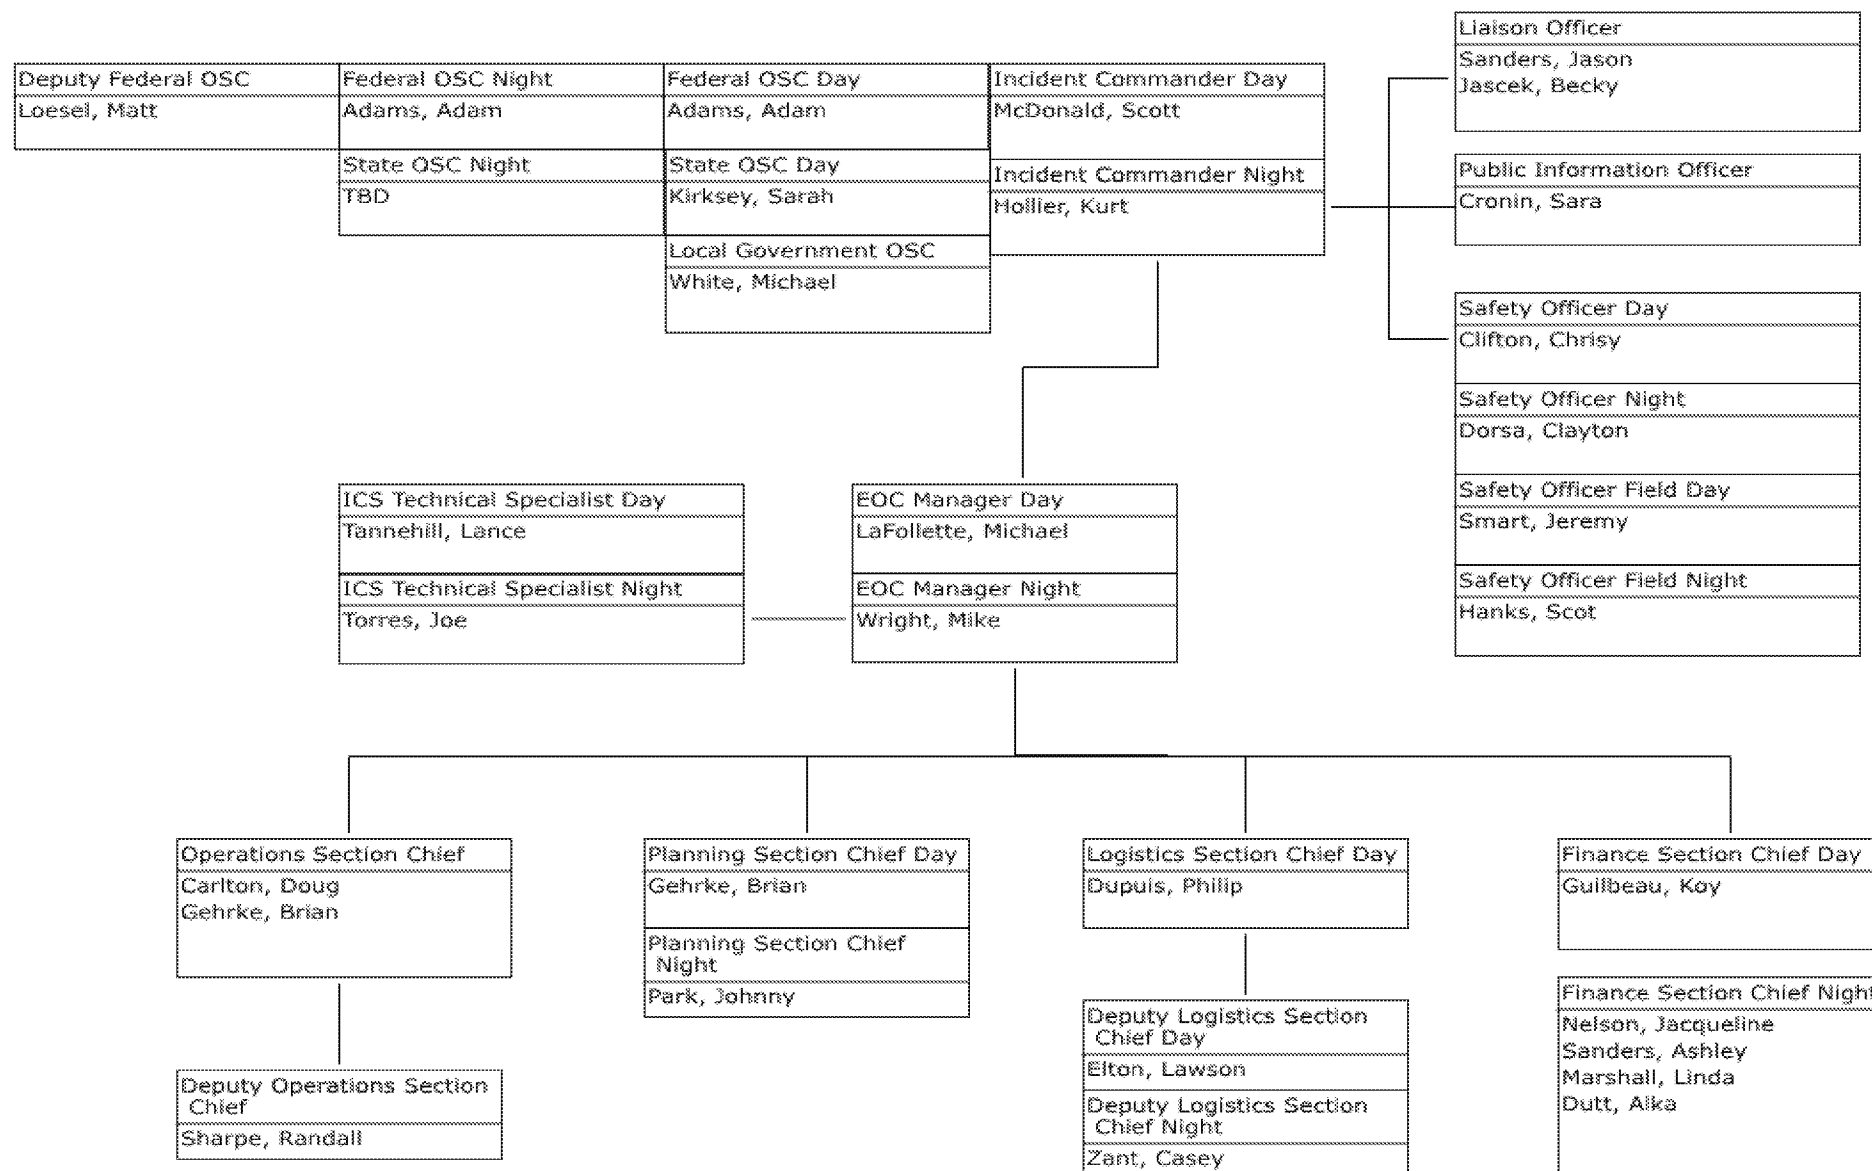 Liaison Officer
Sanders, Jason
Jascek, Becky
Deputy Federal OSC
Loesel, Matt
Federal OSC Night
Adams, Adam
Federal OSC Day
Adams, Adam
Incident Commander Day
McDonald, Scott
State OSC Night
TBD
State OSC Day
Kirksey, Sarah
Incident Commander Night
Hollier, Kurt
Public Information Officer
Cronin, Sara
Local Government OSC
White, Michael
Safety Officer Day
Clifton, Chrisy
Safety Officer Night
Dorsa, Clayton
Safety Officer Field Day
Smart, Jeremy
Safety Officer Field Night
Hanks, Scot
ICS Technical Specialist Day
Tannehill, Lance
ICS Technical Specialist Night
Torres, Joe
EOC Manager Day
LaFollette, Michael
EOC Manager Night
Wright, Mike
Operations Section Chief
Carlton, Doug
Gehrke, Brian
Deputy Operations Section
Chief
Sharpe, Randall
Planning Section Chief Day
Gehrke, Brian
Planning Section Chief
Night
Park, Johnny
Logistics Section Chief Day
Dupuis, Philip
Deputy Logistics Section
Chief Day
Elton, Lawson
Deputy Logistics Section
Chief Night
Zant, Casey
Finance Section Chief Day
Guilbeau, Koy
Finance Section Chief Night
Nelson, Jacqueline
Sanders, Ashley
Marshall, Linda
Dutt, Alka